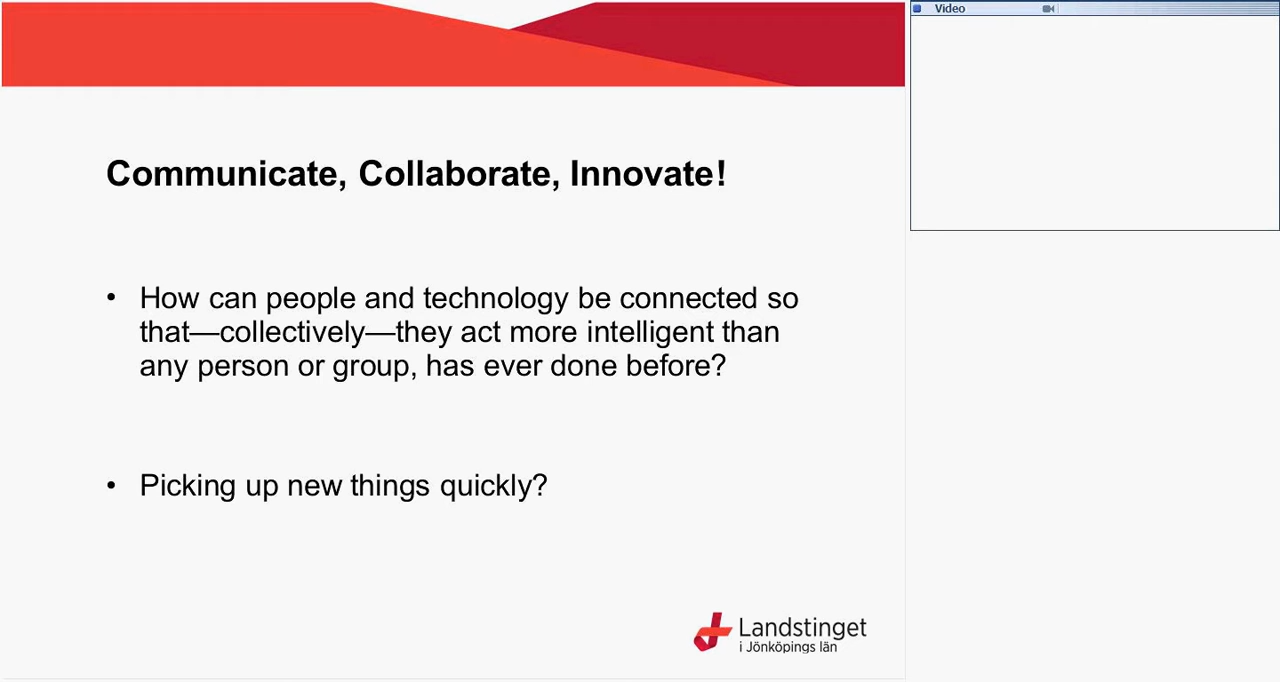 Video
Communicate, Collaborate, Innovate!
• How can people and technology be connected so
that—collectively—they act more intelligent than
any person or group, has ever done before?
• Picking up new things quickly?
Landstinget
i Jönköpings län